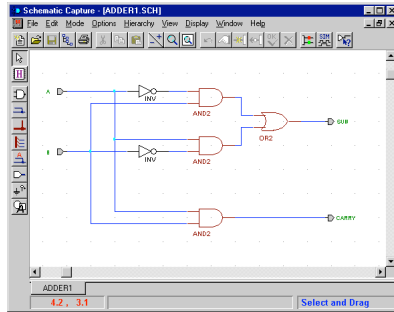 Schematic Capture - [ADDER1.SCH]
File Edit Mode Options Hierarchy View Display Window Help
SIM
A
INV
AND2
SUM
OR2
B
INV
AND2
CARRY
AND2
ADDER1
4.2 , 3.1
Select and Drag